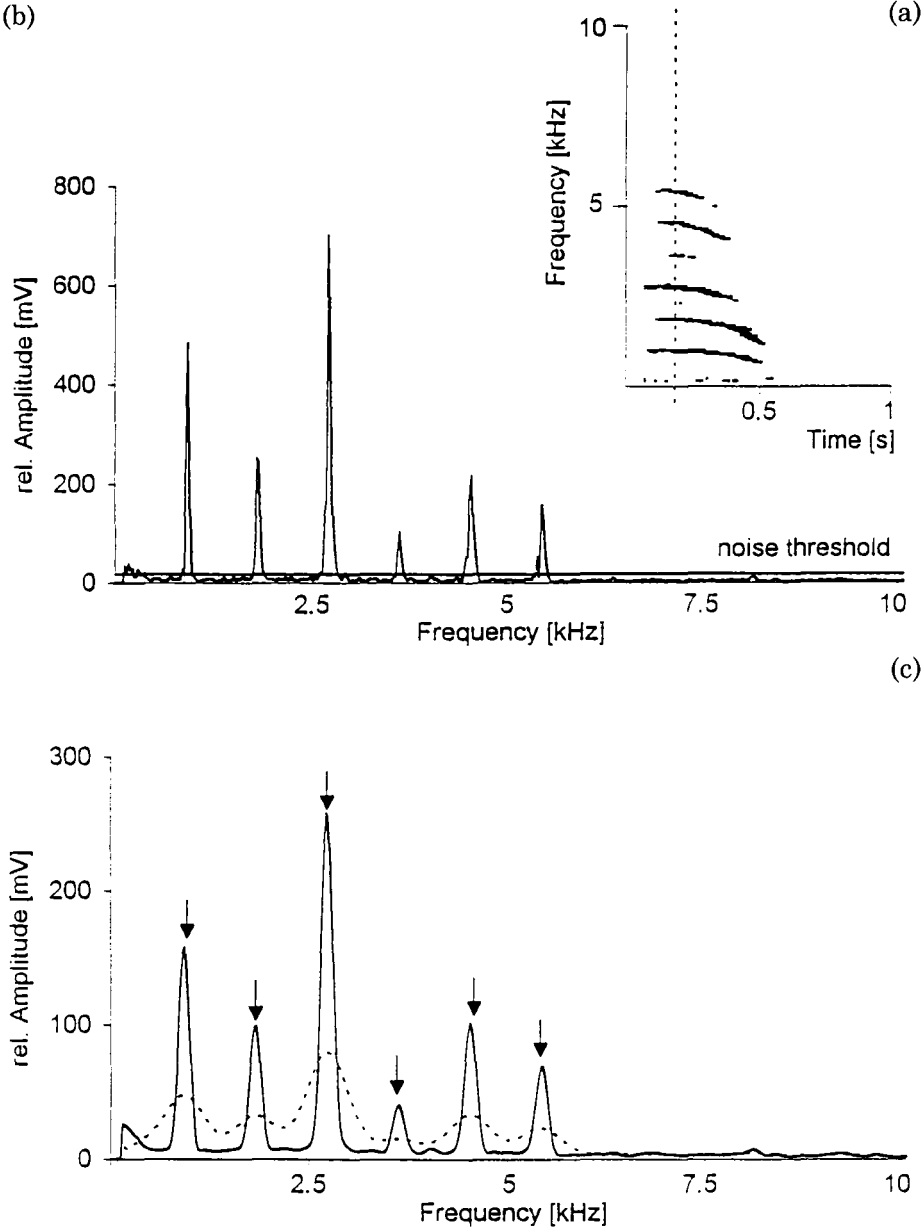 (b)
(a)
10
5
Frequency [kHz]
0.5
1
Time [s]
800
600
400
200
0
rel. Amplitude [mV]
noise threshold
2.5
5
7.5
10
Frequency [kHz]
(c)
300
200
100
0
rel. Amplitude [mV]
2.5
5
7.5
10
Frequency [kHz]